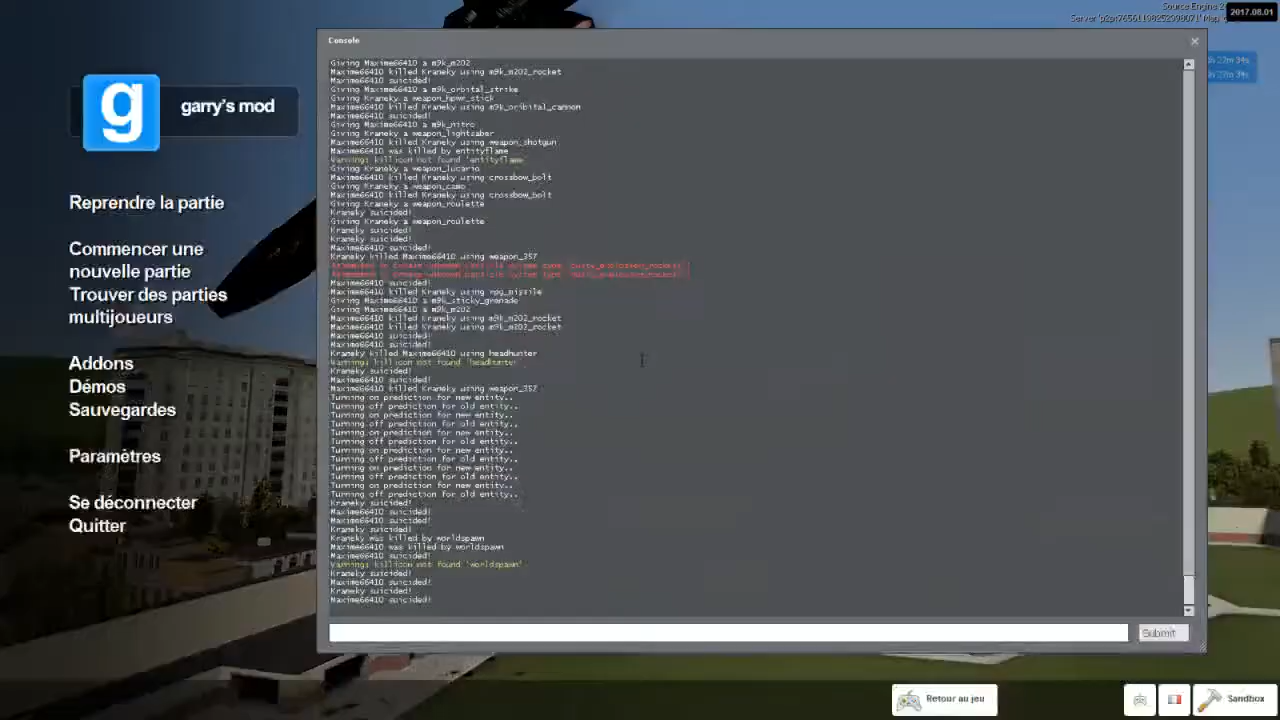 Source Engine 2
2017.08.01
Console
Giving Maxime66410 a m9k_m202
Maxime66410 killed Kraneky using m9k_m202_rocket
Maxime66410 suicided!
Giving Maxime66410 a m9k_orbital_strike
Giving Kraneky a weapon_hpwr_stick
Maxime66410 killed Kraneky using m9k_oribital_cannon
Maxime66410 suicided!
Giving Maxime66410 a m9k_nitro
Giving Kraneky a weapon_lightsaber
Maxime66410 killed Kraneky using weapon_shotgun
Maxime66410 was killed by entityflame
Warning: killicon not found 'entityflame'
Giving Kraneky a weapon_lucario
Maxime66410 killed Kraneky using crossbow_bolt
Giving Kraneky a weapon_camo
Maxime66410 killed Kraneky using crossbow_bolt
Giving Kraneky a weapon_roulette
Kraneky suicided!
Giving Kraneky a weapon_roulette
Kraneky suicided!
Kraneky suicided!
Maxime66410 suicided!
Kraneky killed Maxime66410 using weapon_357
Maxime66410 suicided!
Maxime66410 killed Kraneky using rpg_missile
Giving Maxime66410 a m9k_sticky_grenade
Giving Maxime66410 a m9k_m202
Maxime66410 killed Kraneky using m9k_m202_rocket
Maxime66410 killed Kraneky using m9k_m202_rocket
Maxime66410 suicided!
Maxime66410 suicided!
Kraneky killed Maxime66410 using headhunter
Warning: killicon not found 'headhunter'
Kraneky suicided!
Maxime66410 suicided!
Maxime66410 killed Kraneky using weapon_357
Turning on prediction for new entity..
Turning off prediction for old entity..
Turning on prediction for new entity..
Turning off prediction for old entity..
Turning on prediction for new entity..
Turning off prediction for old entity..
Turning on prediction for new entity..
Turning off prediction for old entity..
Turning on prediction for new entity..
Turning off prediction for old entity..
Turning on prediction for new entity..
Turning off prediction for old entity..
Kraneky suicided!
Maxime66410 suicided!
Maxime66410 suicided!
Kraneky suicided!
Kraneky was killed by worldspawn
Maxime66410 was killed by worldspawn
Maxime66410 suicided!
Warning: killicon not found 'worldspawn'
Kraneky suicided!
Maxime66410 suicided!
Kraneky suicided!
Maxime66410 suicided!
Submit
garry's mod
Reprendre la partie
Commencer une
nouvelle partie
Trouver des parties
multijoueurs
Addons
Démos
Sauvegardes
Paramètres
Se déconnecter
Quitter
Retour au jeu
Sandbox